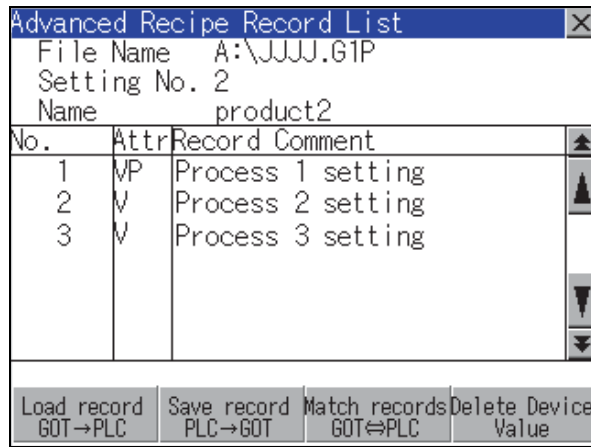 Advanced Recipe Record List
File Name A:\JJJJ.G1P
Setting No. 2
Name product2
No. Attr Record Comment
1 VP Process 1 setting
2 V Process 2 setting
3 V Process 3 setting
Load record Save record Match records Delete Device
GOT→PLC PLC→GOT GOT⇔PLC Value